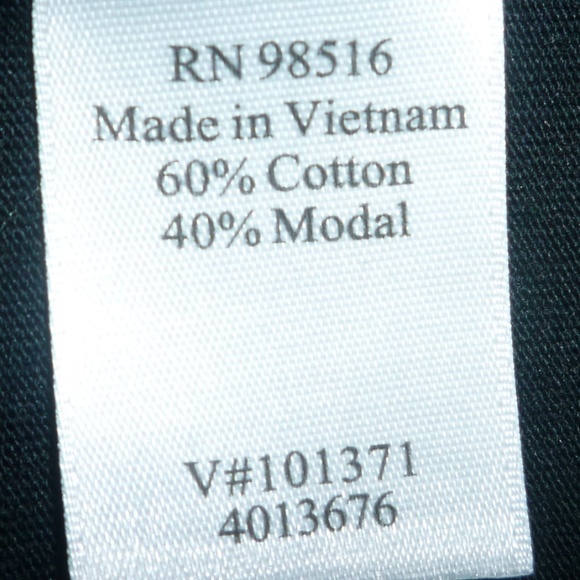 RN 98516
Made in Vietnam
60% Cotton
40% Modal
V#101371
4013676